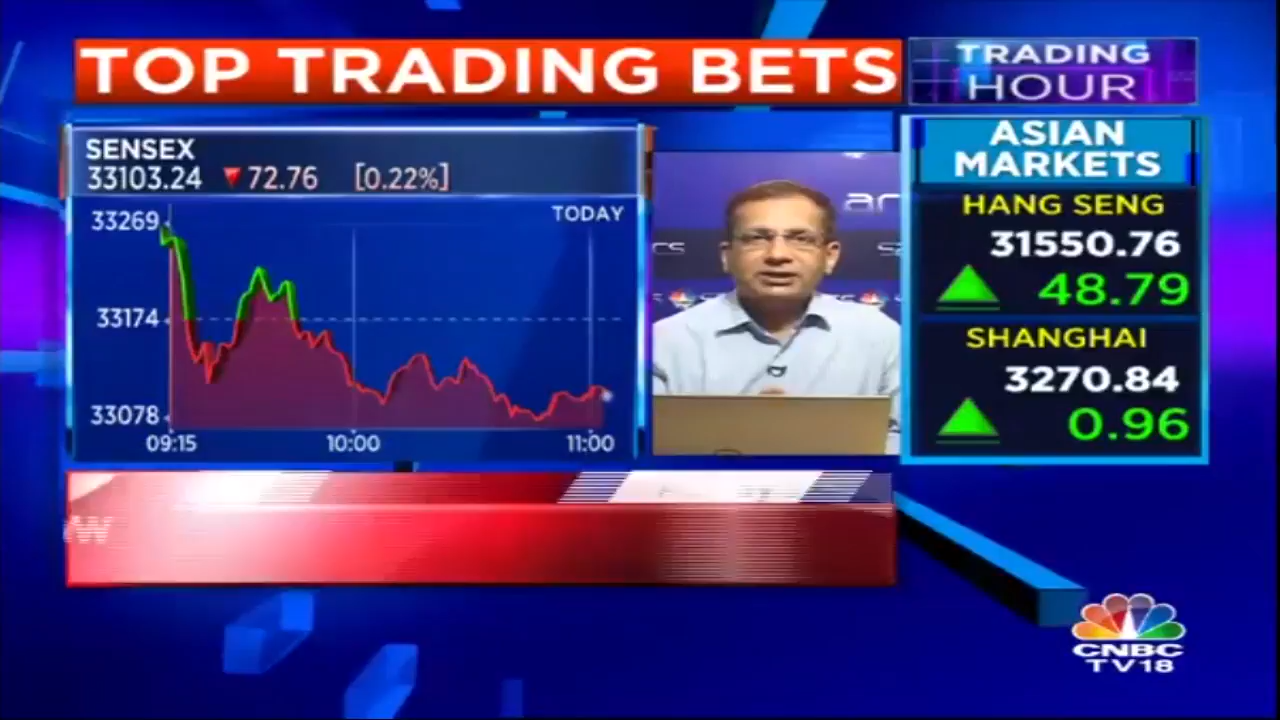 TOP TRADING BETS
TRADING
HOUR
SENSEX
33103.24 ▼72.76 [0.22%]
TODAY
33269
33174
33078
09:15 10:00 11:00
ASIAN
MARKETS
HANG SENG
31550.76
48.79
SHANGHAI
3270.84
0.96
CNBC
TV18